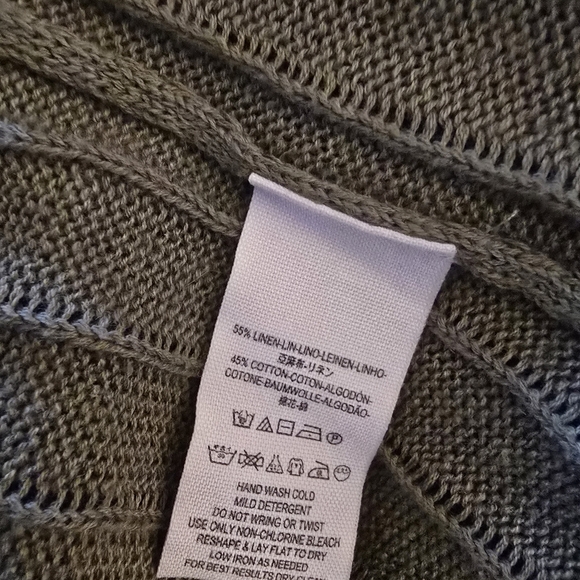 55% LINEN-LIN-LINO-LEINEN-LINHO-
亞麻布-リネン
45% COTTON-COTON-ALGODÓN-
COTONE-BAUMWOLLE-ALGODÃO-
棉花-綿
P
HAND WASH COLD
MILD DETERGENT
DO NOT WRING OR TWIST
USE ONLY NON-CHLORINE BLEACH
RESHAPE & LAY FLAT TO DRY
LOW IRON AS NEEDED
FOR BEST RESULTS DRY CLEAN